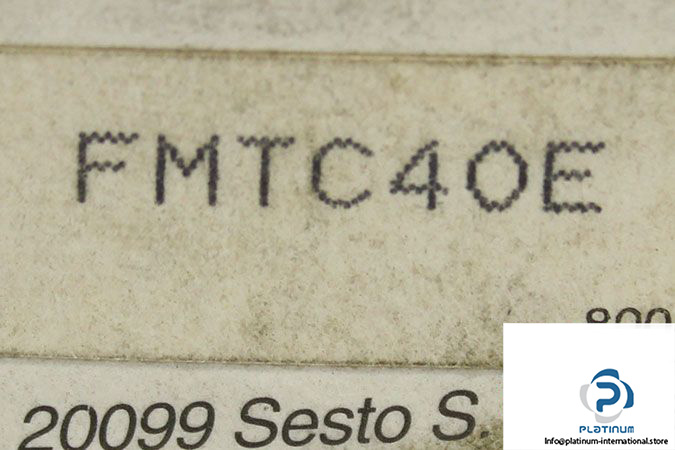 FMTC40E
20099 Sesto S.
PLATINUM
Info@platinum-international.store